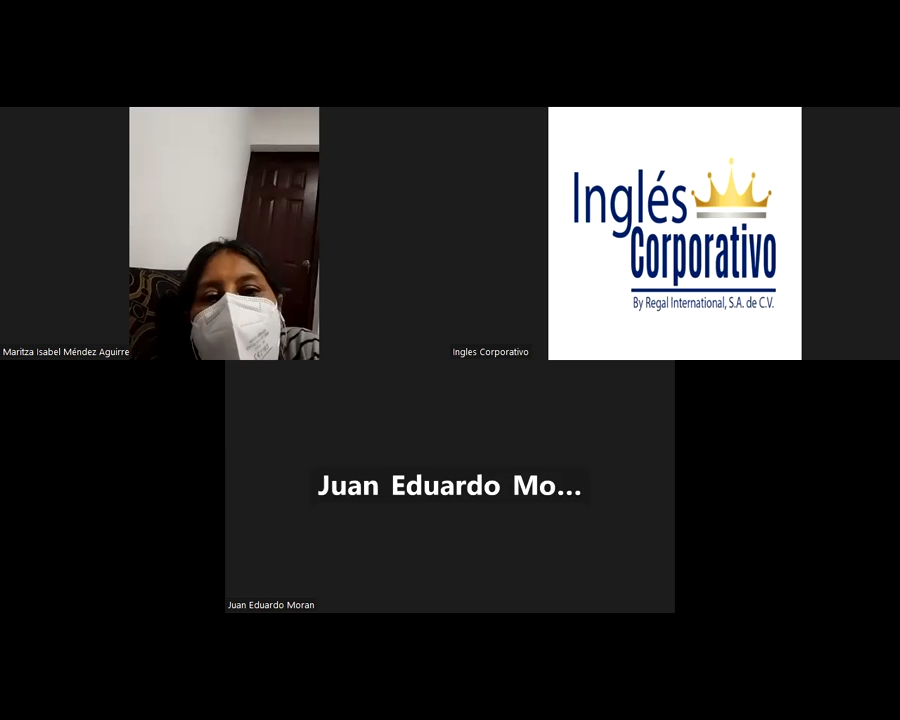 Inglés
Corporativo
By Regal International, S.A. de C.V.
Maritza Isabel Méndez Aguirre
Ingles Corporativo
Juan Eduardo Mo...
Juan Eduardo Moran